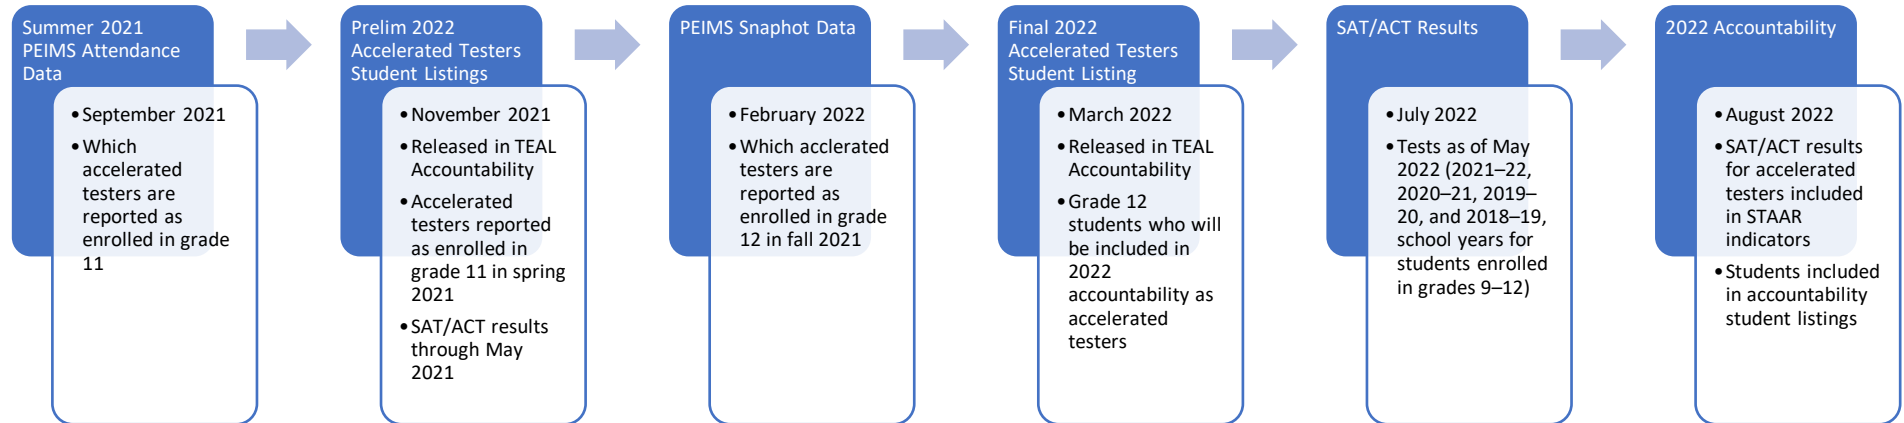 Summer 2021
PEIMS Attendance
Data
•September 2021
•Which
accelerated
testers are
reported as
enrolled in grade
11
Prelim 2022
Accelerated Testers
Student Listings
•November 2021
•Released in TEAL
Accountability
•Accelerated
testers reported
as enrolled in
grade 11 in spring
2021
•SAT/ACT results
through May
2021
PEIMS Snaphot Data
•February 2022
•Which acclerated
testers are
reported as
enrolled in grade
12 in fall 2021
Final 2022
Accelerated Testers
Student Listing
•March 2022
•Released in TEAL
Accountability
•Grade 12
students who will
be included in
2022
accountability as
accelerated
testers
SAT/ACT Results
•July 2022
•Tests as of May
2022 (2021–22,
2020–21, 2019–
20, and 2018–19,
school years for
students enrolled
in grades 9–12)
2022 Accountability
•August 2022
•SAT/ACT results
for accelerated
testers included
in STAAR
indicators
•Students included
in accountability
student listings